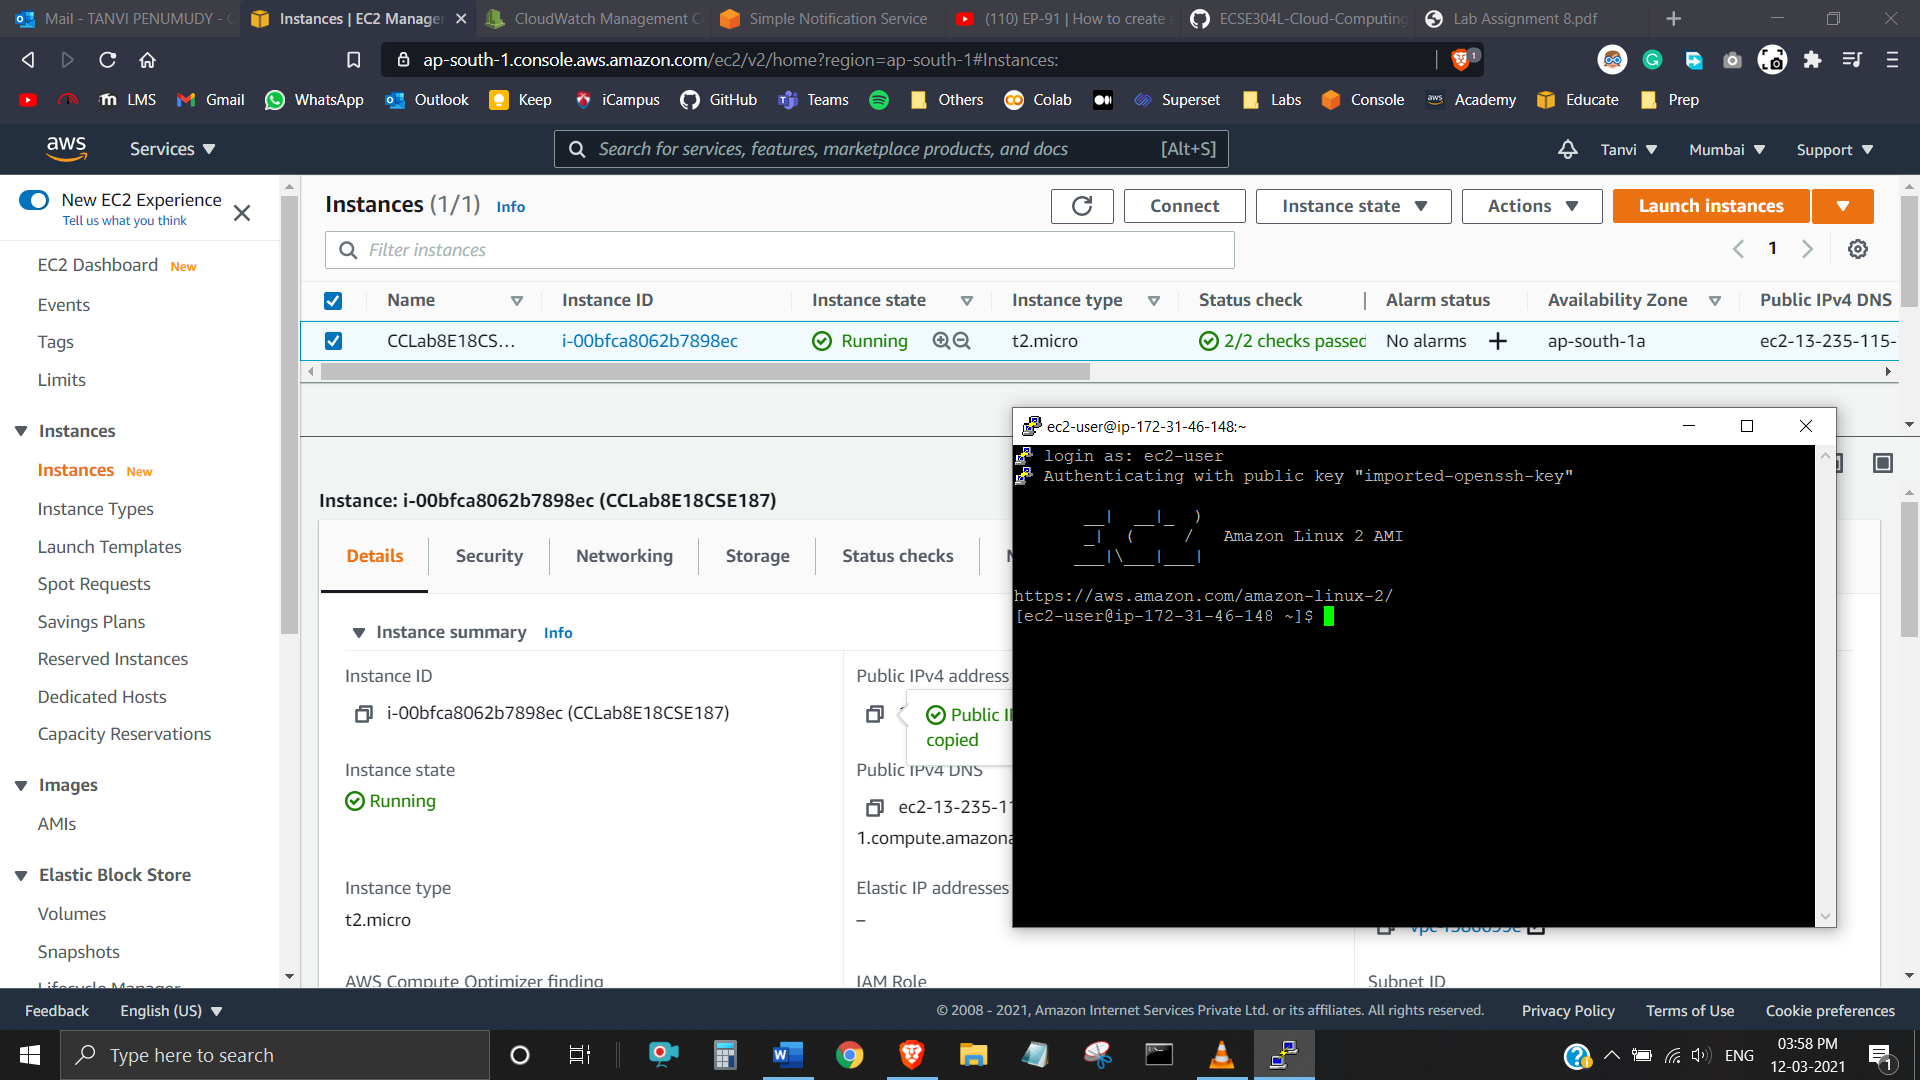 Mail - TANVI PENUMUDY - 
Instances | EC2 Manage
CloudWatch Management C
Simple Notification Service
(110) EP-91 | How to create
ECSE304L-Cloud-Computing
Lab Assignment 8.pdf
ap-south-1.console.aws.amazon.com/ec2/v2/home?region=ap-south-1#Instances:
1
LMS
Gmail
WhatsApp
Outlook
Keep
iCampus
GitHub
Teams
Others
Colab
Superset
Labs
Console
aws
Academy
Educate
Prep
aws
Services
Search for services, features, marketplace products, and docs
[Alt+S]
Tanvi
Mumbai
Support
New EC2 Experience
Tell us what you think
EC2 Dashboard New
Events
Tags
Limits
Instances
Instances New
Instance Types
Launch Templates
Spot Requests
Savings Plans
Reserved Instances
Dedicated Hosts
Capacity Reservations
Images
AMIs
Elastic Block Store
Volumes
Snapshots
Lifecycle Manager
Instances (1/1) Info
Connect
Instance state
Actions
Launch instances
Filter instances
1
Name
Instance ID
Instance state
Instance type
Status check
Alarm status
Availability Zone
Public IPv4 DNS
CCLab8E18CS...
i-00bfca8062b7898ec
Running
t2.micro
2/2 checks passed
No alarms
ap-south-1a
ec2-13-235-115-
Instance: i-00bfca8062b7898ec (CCLab8E18CSE187)
Details
Security
Networking
Storage
Status checks
Instance summary Info
Instance ID
i-00bfca8062b7898ec (CCLab8E18CSE187)
Public IPv4 address
Public I
copied
Instance state
Running
Public IPv4 DNS
ec2-13-235-11
1.compute.amazona
Instance type
t2.micro
Elastic IP addresses
–
AWS Compute Optimizer finding
IAM Role
Subnet ID
ec2-user@ip-172-31-46-148:~
login as: ec2-user
Authenticating with public key "imported-openssh-key"
__| __|_ )
_| ( / Amazon Linux 2 AMI
___|\___|___|
https://aws.amazon.com/amazon-linux-2/
[ec2-user@ip-172-31-46-148 ~]$
Feedback
English (US)
© 2008 - 2021, Amazon Internet Services Private Ltd. or its affiliates. All rights reserved.
Privacy Policy
Terms of Use
Cookie preferences
Type here to search
ENG
03:58 PM
12-03-2021
1